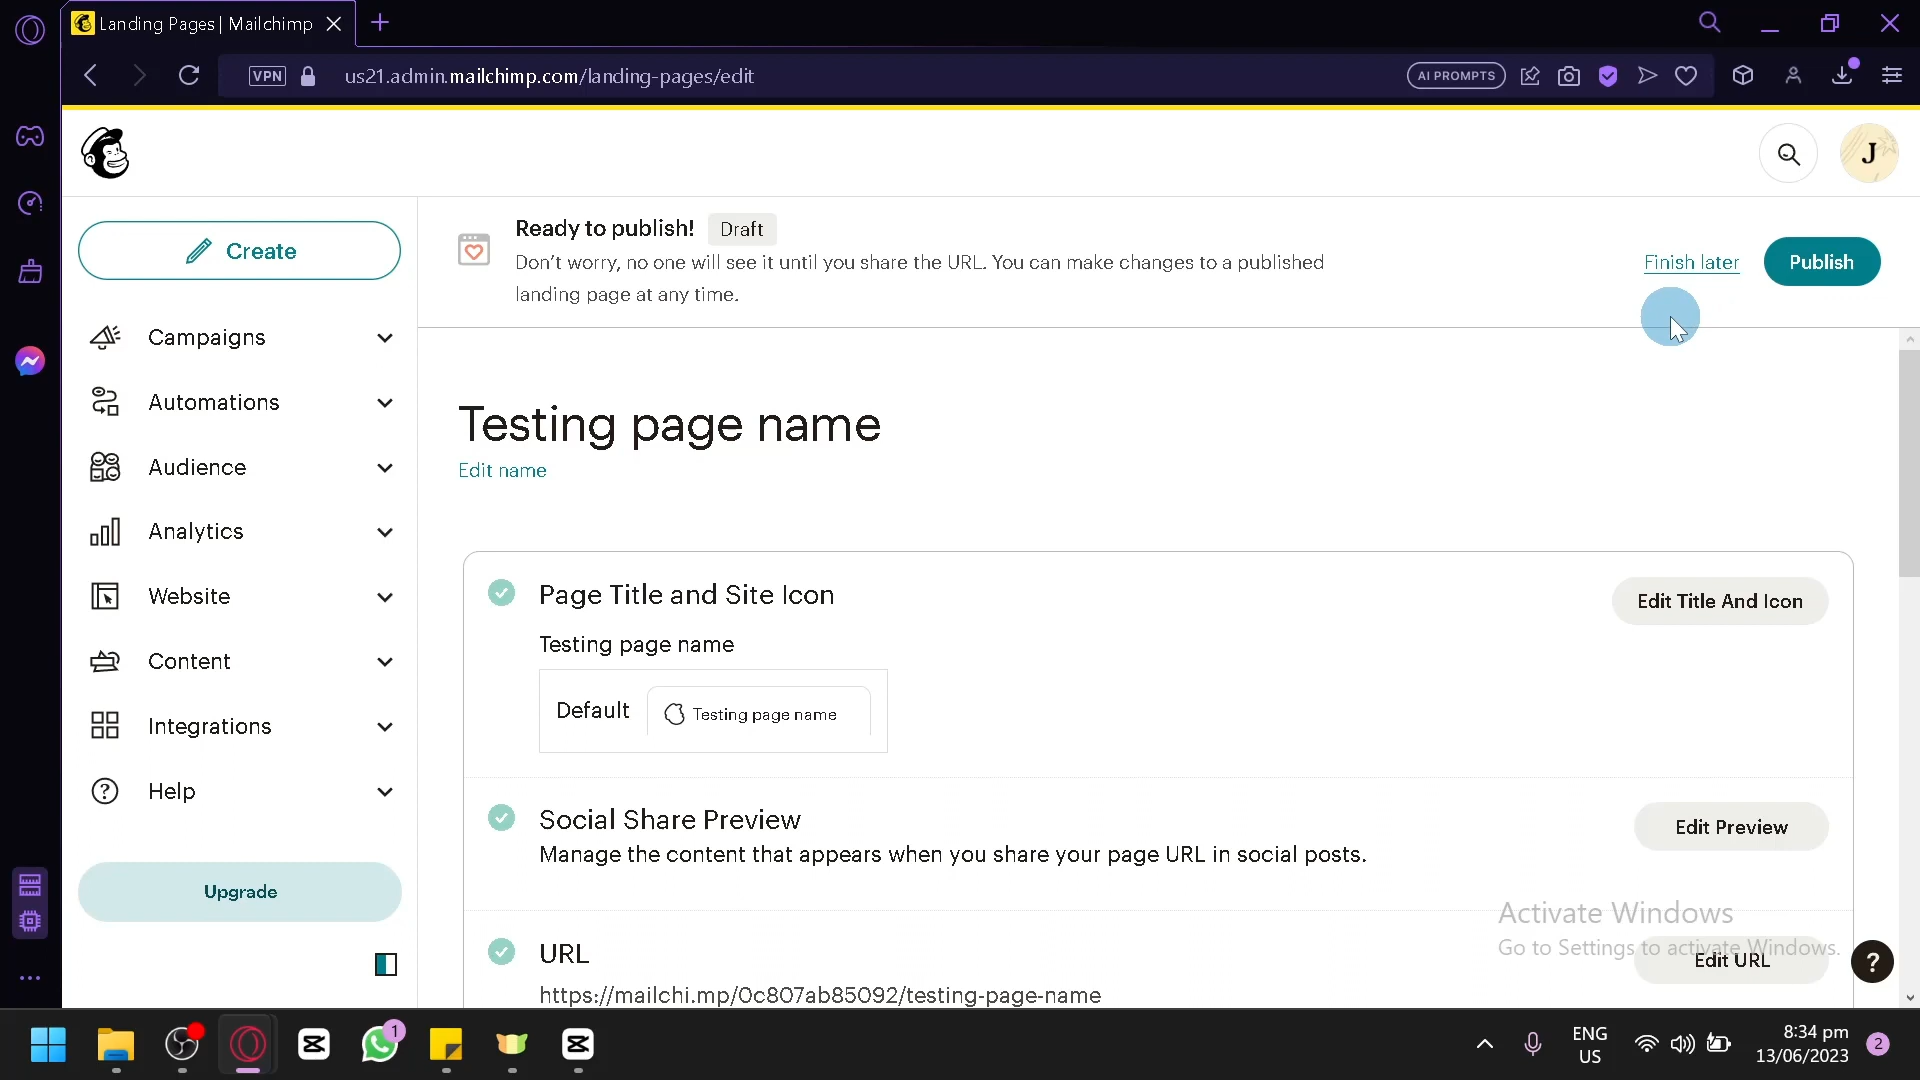 Landing Pages | Mailchimp
VPN
us21.admin.mailchimp.com/landing-pages/edit
AI PROMPTS
J
Create
Ready to publish!
Draft
Don't worry, no one will see it until you share the URL. You can make changes to a published
landing page at any time.
Finish later
Publish
Campaigns
Automations
Audience
Analytics
Website
Content
Integrations
Help
Upgrade
Testing page name
Edit name
Page Title and Site Icon
Edit Title And Icon
Testing page name
Default
Testing page name
Social Share Preview
Edit Preview
Manage the content that appears when you share your page URL in social posts.
Activate Windows
Go to Settings to activate Windows.
URL
Edit URL
?
https://mailchi.mp/0c807ab85092/testing-page-name
1
ENG
US
8:34 pm
13/06/2023
2